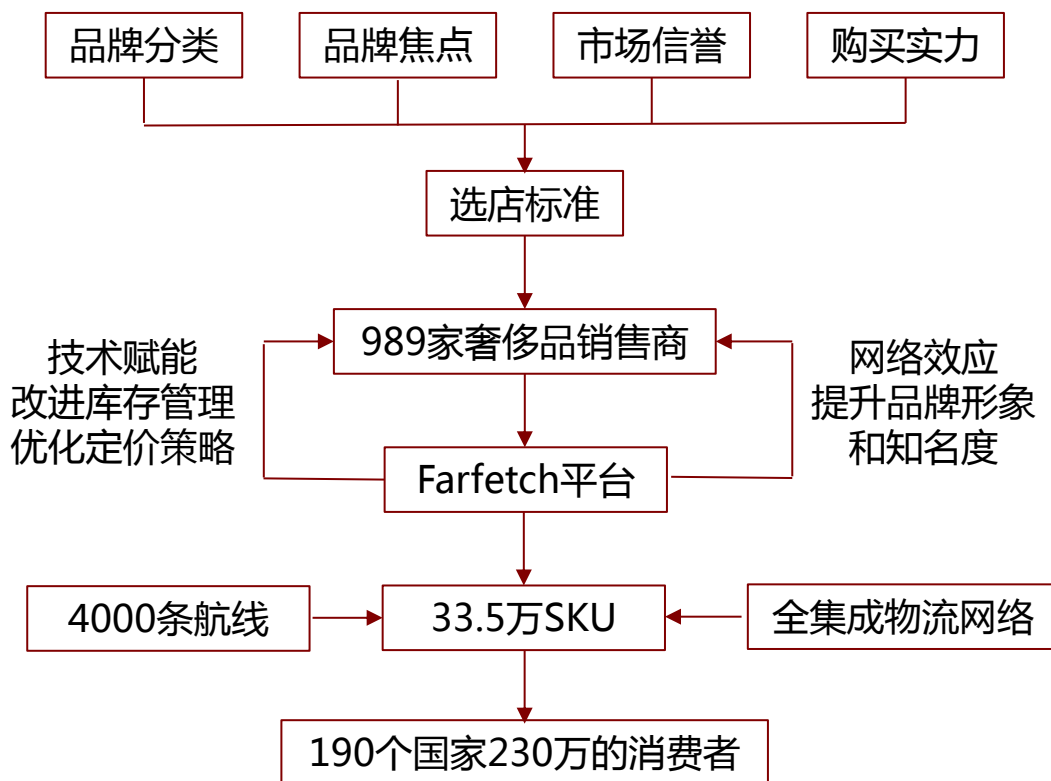 品牌分类
品牌焦点
市场信誉
购买实力
选店标准
989家奢侈品销售商
技术赋能
改进库存管理
优化定价策略
网络效应
提升品牌形象
和知名度
Farfetch平台
4000条航线
33.5万SKU
全集成物流网络
190个国家230万的消费者